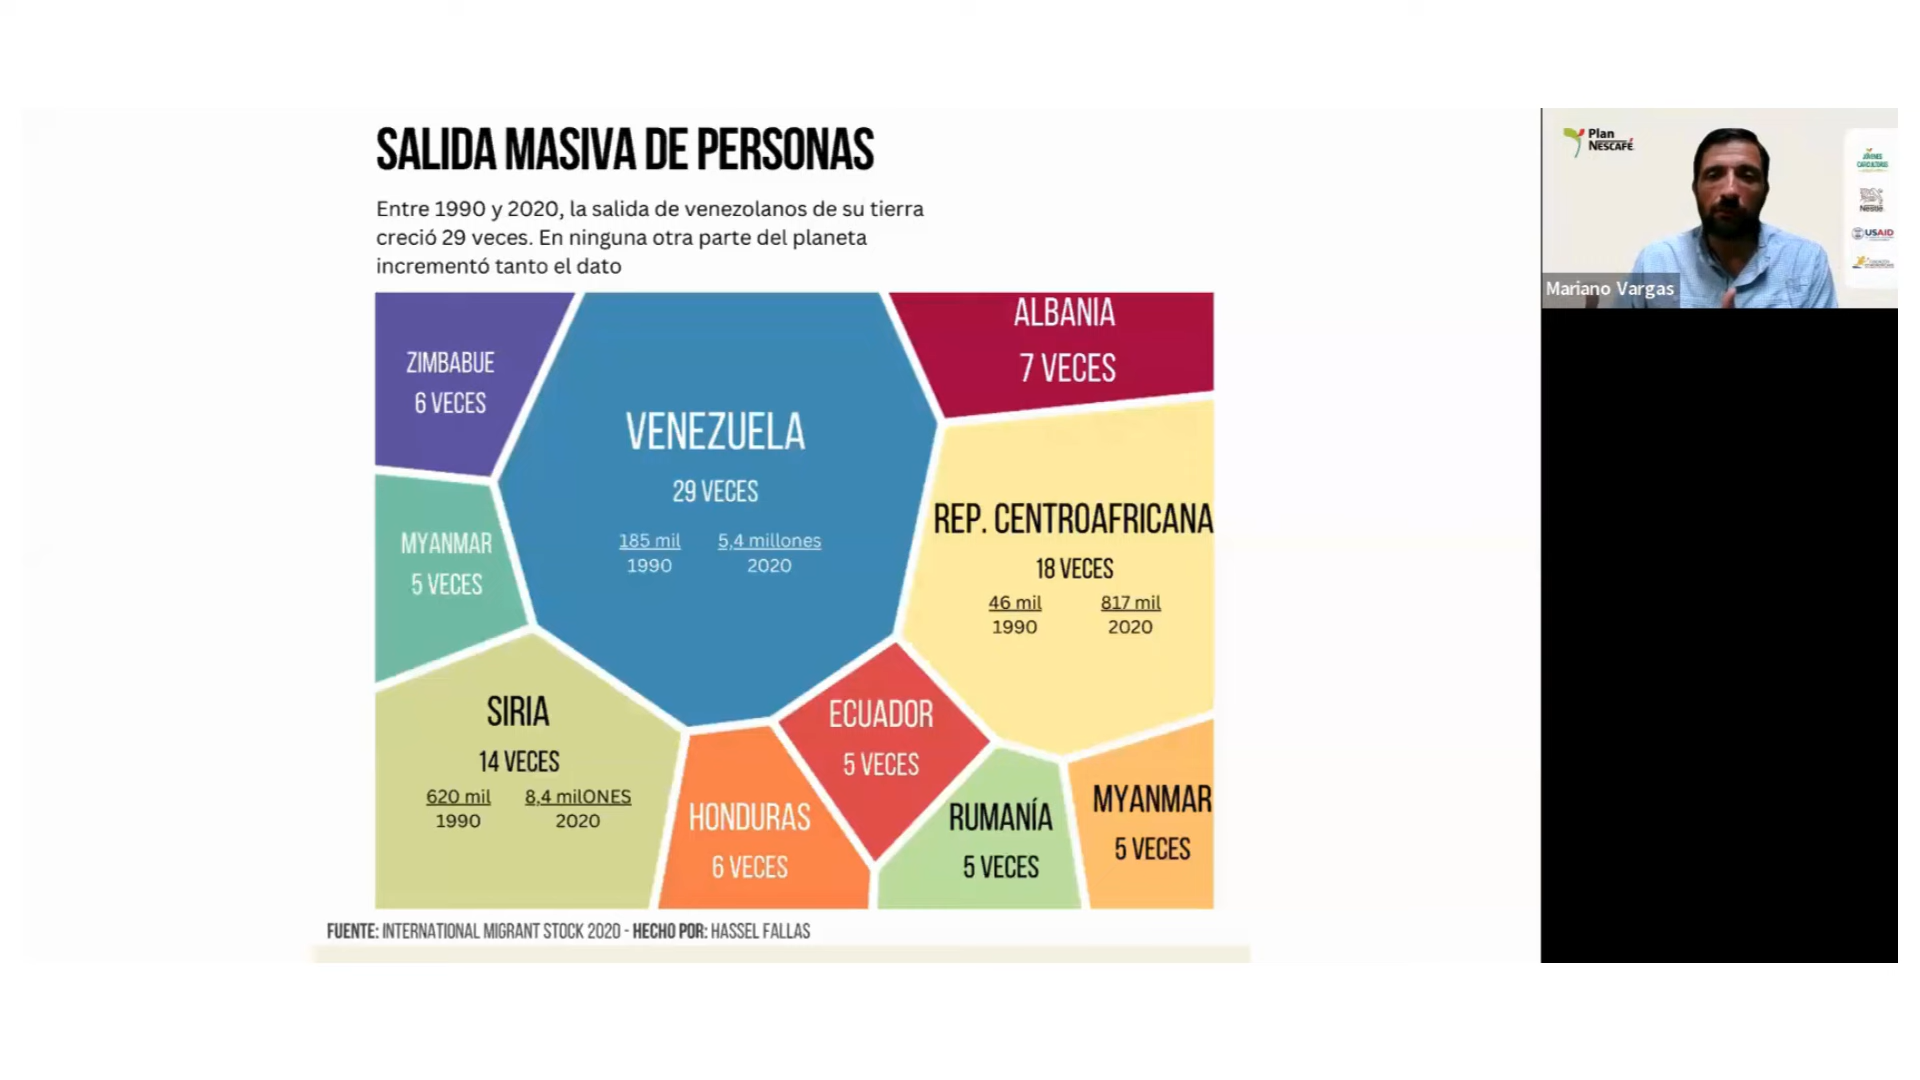 SALIDA MASIVA DE PERSONAS
Entre 1990 y 2020, la salida de venezolanos de su tierra
creció 29 veces. En ninguna otra parte del planeta
incrementó tanto el dato
ZIMBABUE
6 VECES
VENEZUELA
29 VECES
185 mil 5,4 millones
1990 2020
ALBANIA
7 VECES
REP. CENTROAFRICANA
18 VECES
46 mil 817 mil
1990 2020
MYANMAR
5 VECES
SIRIA
14 VECES
620 mil 8,4 milONES
1990 2020
HONDURAS
6 VECES
ECUADOR
5 VECES
RUMANÍA
5 VECES
MYANMAR
5 VECES
FUENTE: INTERNATIONAL MIGRANT STOCK 2020 - HECHO POR: HASSEL FALLAS
Plan
NESCAFÉ
JÓVENES
CAFICULTORES
Nestlé
USAID
Mariano Vargas